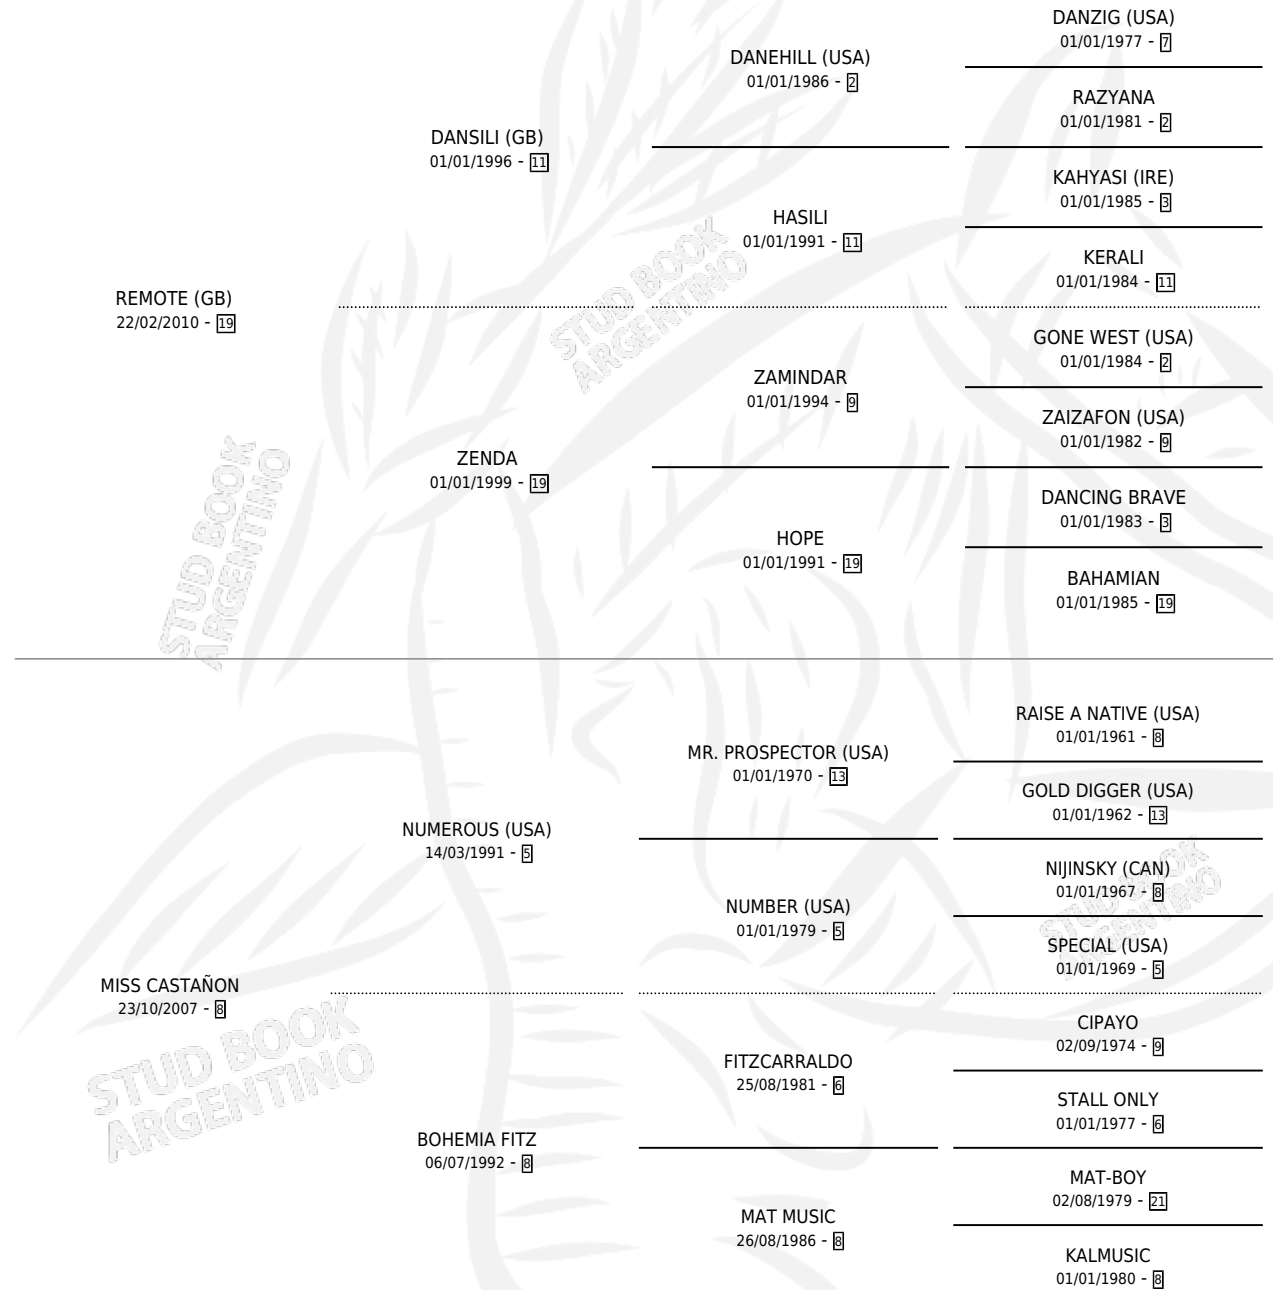 DANZIG (USA)
01/01/1977 - 7
DANEHILL (USA)
01/01/1986 - 2
RAZYANA
01/01/1981 - 2
DANSILI (GB)
01/01/1996 - 11
KAHYASI (IRE)
01/01/1985 - 3
HASILI
01/01/1991 - 11
KERALI
01/01/1984 - 11
REMOTE (GB)
22/02/2010 - 19
GONE WEST (USA)
01/01/1984 - 2
ZAMINDAR
01/01/1994 - 9
ZAIZAFON (USA)
01/01/1982 - 9
ZENDA
01/01/1999 - 19
DANCING BRAVE
01/01/1983 - 3
HOPE
01/01/1991 - 19
BAHAMIAN
01/01/1985 - 19
RAISE A NATIVE (USA)
01/01/1961 - 8
MR. PROSPECTOR (USA)
01/01/1970 - 13
GOLD DIGGER (USA)
01/01/1962 - 13
NUMEROUS (USA)
14/03/1991 - 5
NIJINSKY (CAN)
01/01/1967 - 8
NUMBER (USA)
01/01/1979 - 5
SPECIAL (USA)
01/01/1969 - 5
MISS CASTAÑON
23/10/2007 - 8
CIPAYO
02/09/1974 - 9
FITZCARRALDO
25/08/1981 - 6
STALL ONLY
01/01/1977 - 6
BOHEMIA FITZ
06/07/1992 - 8
MAT-BOY
02/08/1979 - 21
MAT MUSIC
26/08/1986 - 8
KALMUSIC
01/01/1980 - 8
STUD BOOK
ARGENTINO
STUD BOOK
ARGENTINO
STUD BOOK
ARGENTINO
STUD BOOK
ARGENTINO